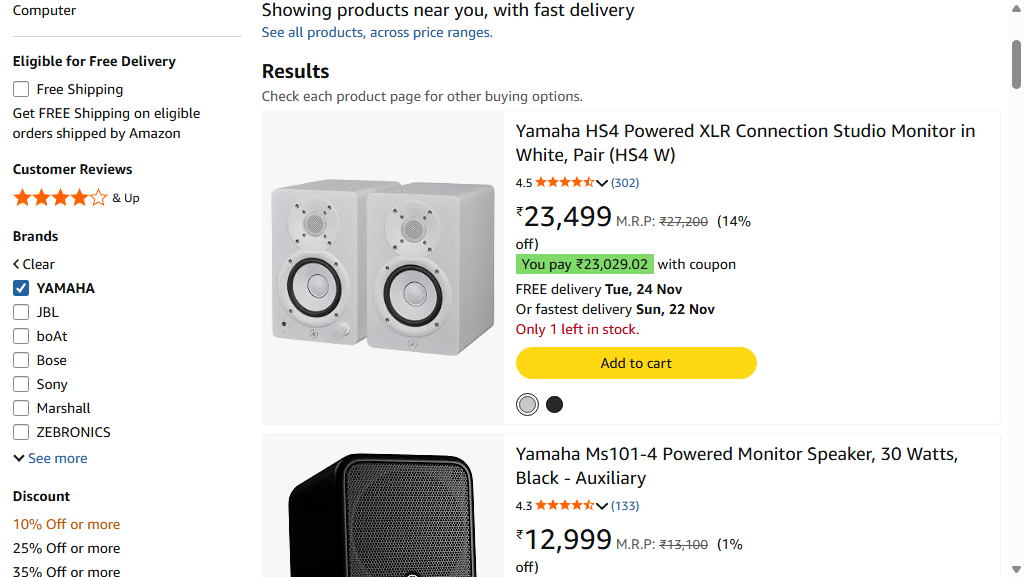 Computer
Eligible for Free Delivery
Free Shipping
Get FREE Shipping on eligible
orders shipped by Amazon
Customer Reviews
& Up
Brands
Clear
YAMAHA
JBL
boAt
Bose
Sony
Marshall
ZEBRONICS
See more
Discount
10% Off or more
25% Off or more
35% Off or more
Showing products near you, with fast delivery
See all products, across price ranges.
Results
Check each product page for other buying options.
Yamaha HS4 Powered XLR Connection Studio Monitor in
White, Pair (HS4 W)
4.5 (302)
₹23,499 M.R.P: ₹27,200 (14%
off)
You pay ₹23,029.02 with coupon
FREE delivery Tue, 24 Nov
Or fastest delivery Sun, 22 Nov
Only 1 left in stock.
Add to cart
Yamaha Ms101-4 Powered Monitor Speaker, 30 Watts,
Black - Auxiliary
4.3 (133)
₹12,999 M.R.P: ₹13,100 (1%
off)